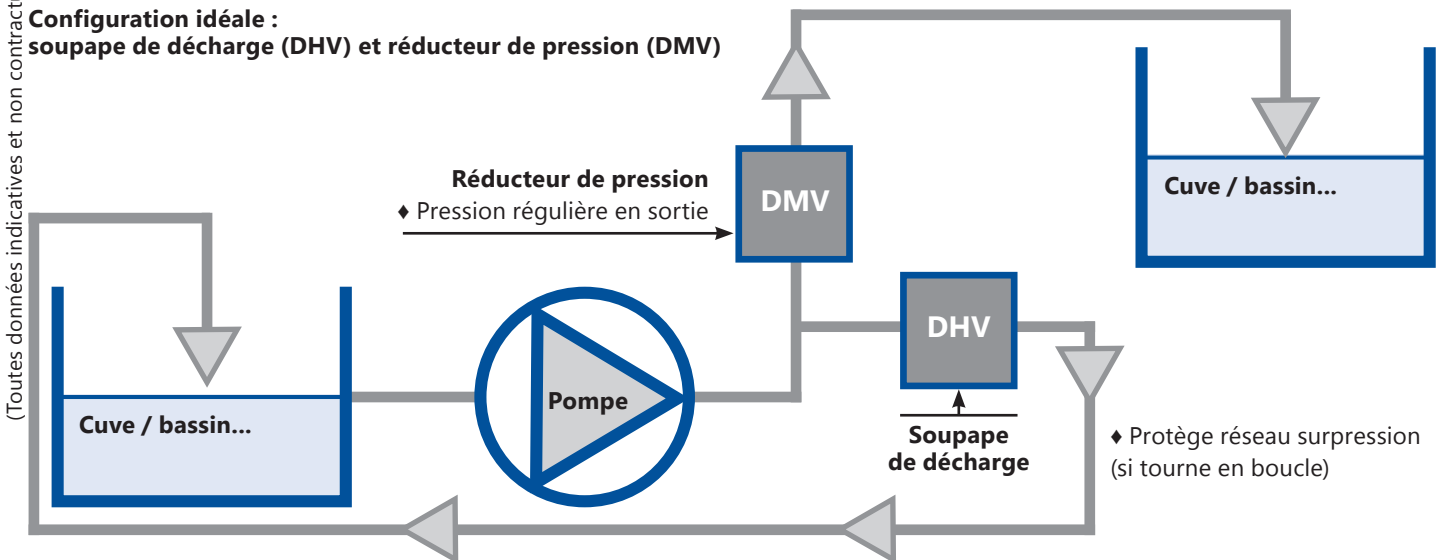 Configuration idéale :
soupape de décharge (DHV) et réducteur de pression (DMV)
(Toutes données indicatives et non
Réducteur de pression
♦ Pression régulière en sortie
DMV
Cuve / bassin...
DHV
Pompe
Cuve / bassin...
Soupape
de décharge
♦ Protège réseau surpression
(si tourne en boucle)